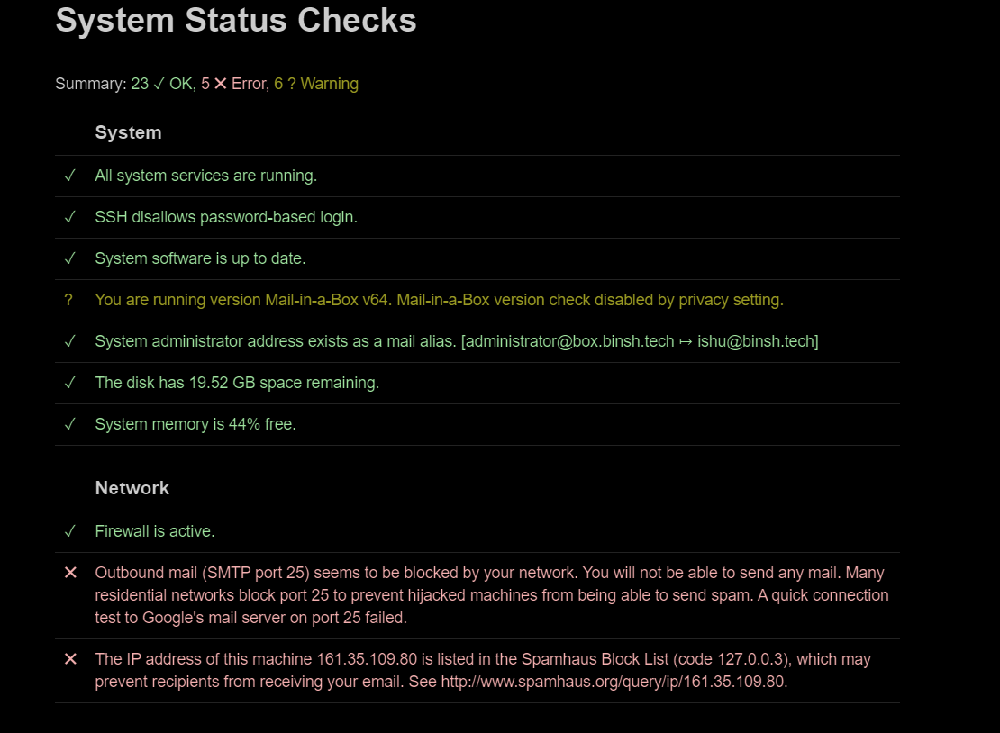 System Status Checks
Summary: 23 ✓ OK, 5 ✕ Error, 6 ? Warning
System
✓ All system services are running.
✓ SSH disallows password-based login.
✓ System software is up to date.
? You are running version Mail-in-a-Box v64. Mail-in-a-Box version check disabled by privacy setting.
✓ System administrator address exists as a mail alias. [administrator@box.binsh.tech ↦ ishu@binsh.tech]
✓ The disk has 19.52 GB space remaining.
✓ System memory is 44% free.
Network
✓ Firewall is active.
✕ Outbound mail (SMTP port 25) seems to be blocked by your network. You will not be able to send any mail. Many
residential networks block port 25 to prevent hijacked machines from being able to send spam. A quick connection
test to Google's mail server on port 25 failed.
✕ The IP address of this machine 161.35.109.80 is listed in the Spamhaus Block List (code 127.0.0.3), which may
prevent recipients from receiving your email. See http://www.spamhaus.org/query/ip/161.35.109.80.